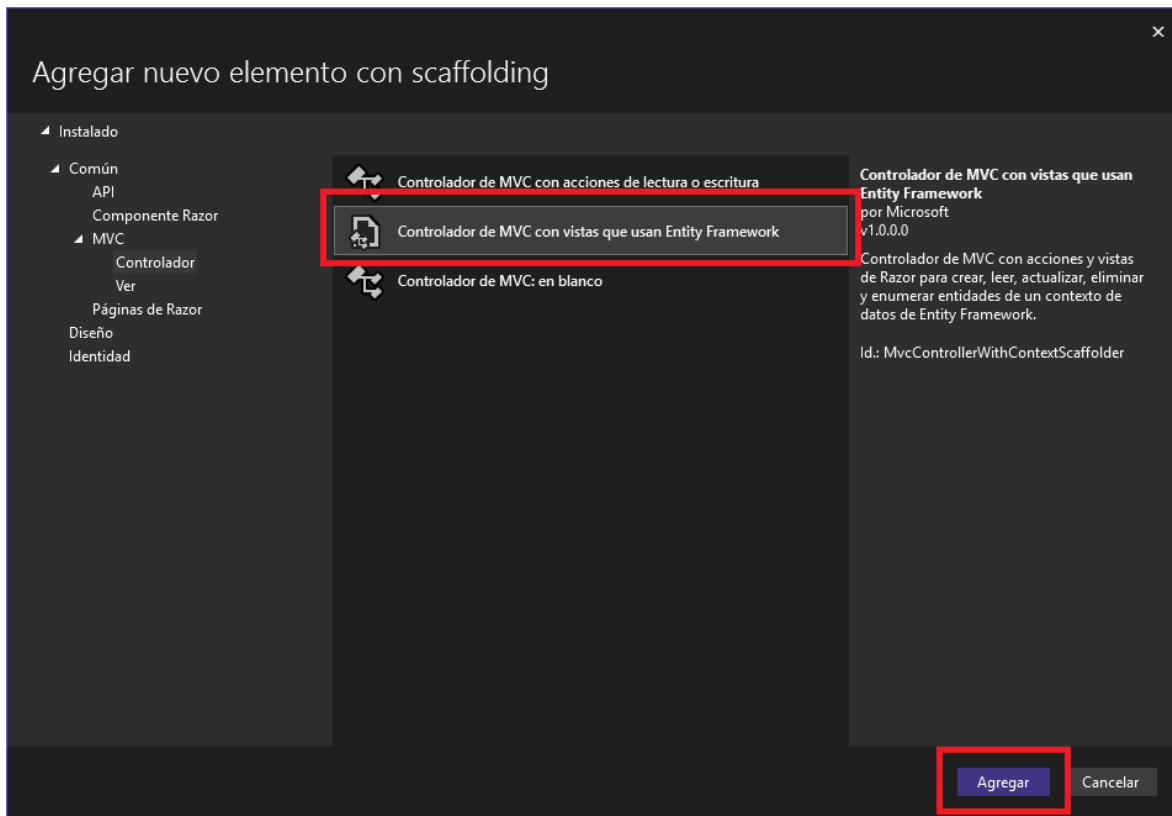 Agregar nuevo elemento con scaffolding
Instalado
Común
API
Componente Razor
MVC
Controlador
Ver
Páginas de Razor
Diseño
Identidad
Controlador de MVC con acciones de lectura o escritura
Controlador de MVC con vistas que usan Entity Framework
Controlador de MVC: en blanco
Controlador de MVC con vistas que usan
Entity Framework
por Microsoft
v1.0.0.0
Controlador de MVC con acciones y vistas
de Razor para crear, leer, actualizar, eliminar
y enumerar entidades de un contexto de
datos de Entity Framework.
Id.: MvcControllerWithContextScaffolder
Agregar
Cancelar